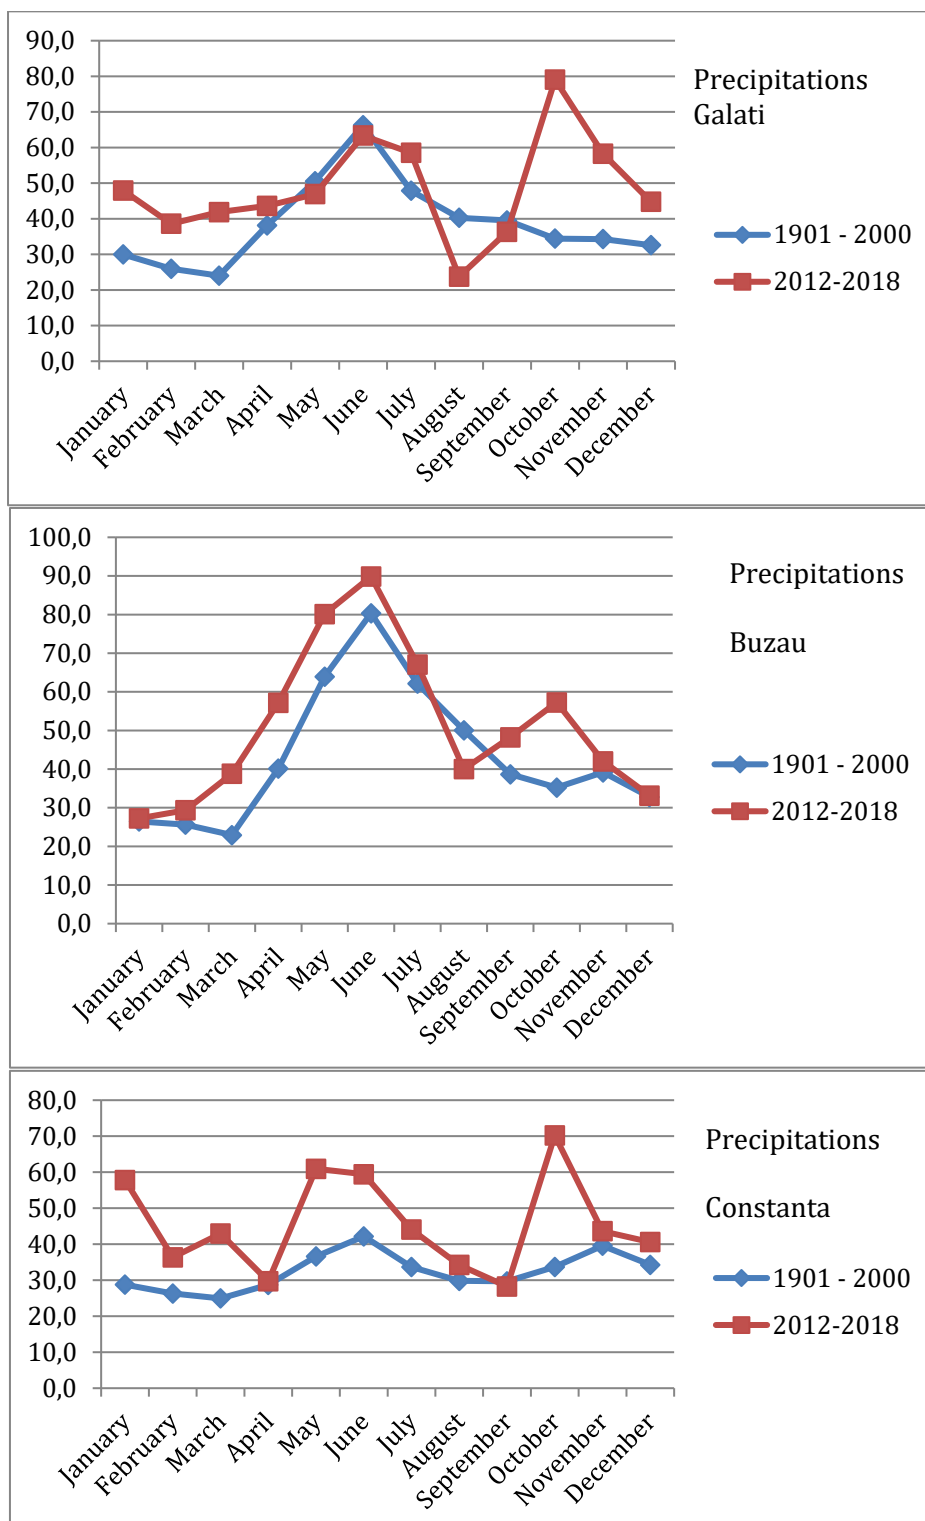 90,0
80,0
70,0
60,0
50,0
40,0
30,0
20,0
10,0
0,0
January
February
March
April
May
June
July
August
September
October
November
December
Precipitations
Galati
1901 - 2000
2012-2018
100,0
90,0
80,0
70,0
60,0
50,0
40,0
30,0
20,0
10,0
0,0
January
February
March
April
May
June
July
August
September
October
November
December
Precipitations
Buzau
1901 - 2000
2012-2018
80,0
70,0
60,0
50,0
40,0
30,0
20,0
10,0
0,0
January
February
March
April
May
June
July
August
September
October
November
December
Precipitations
Constanta
1901 - 2000
2012-2018